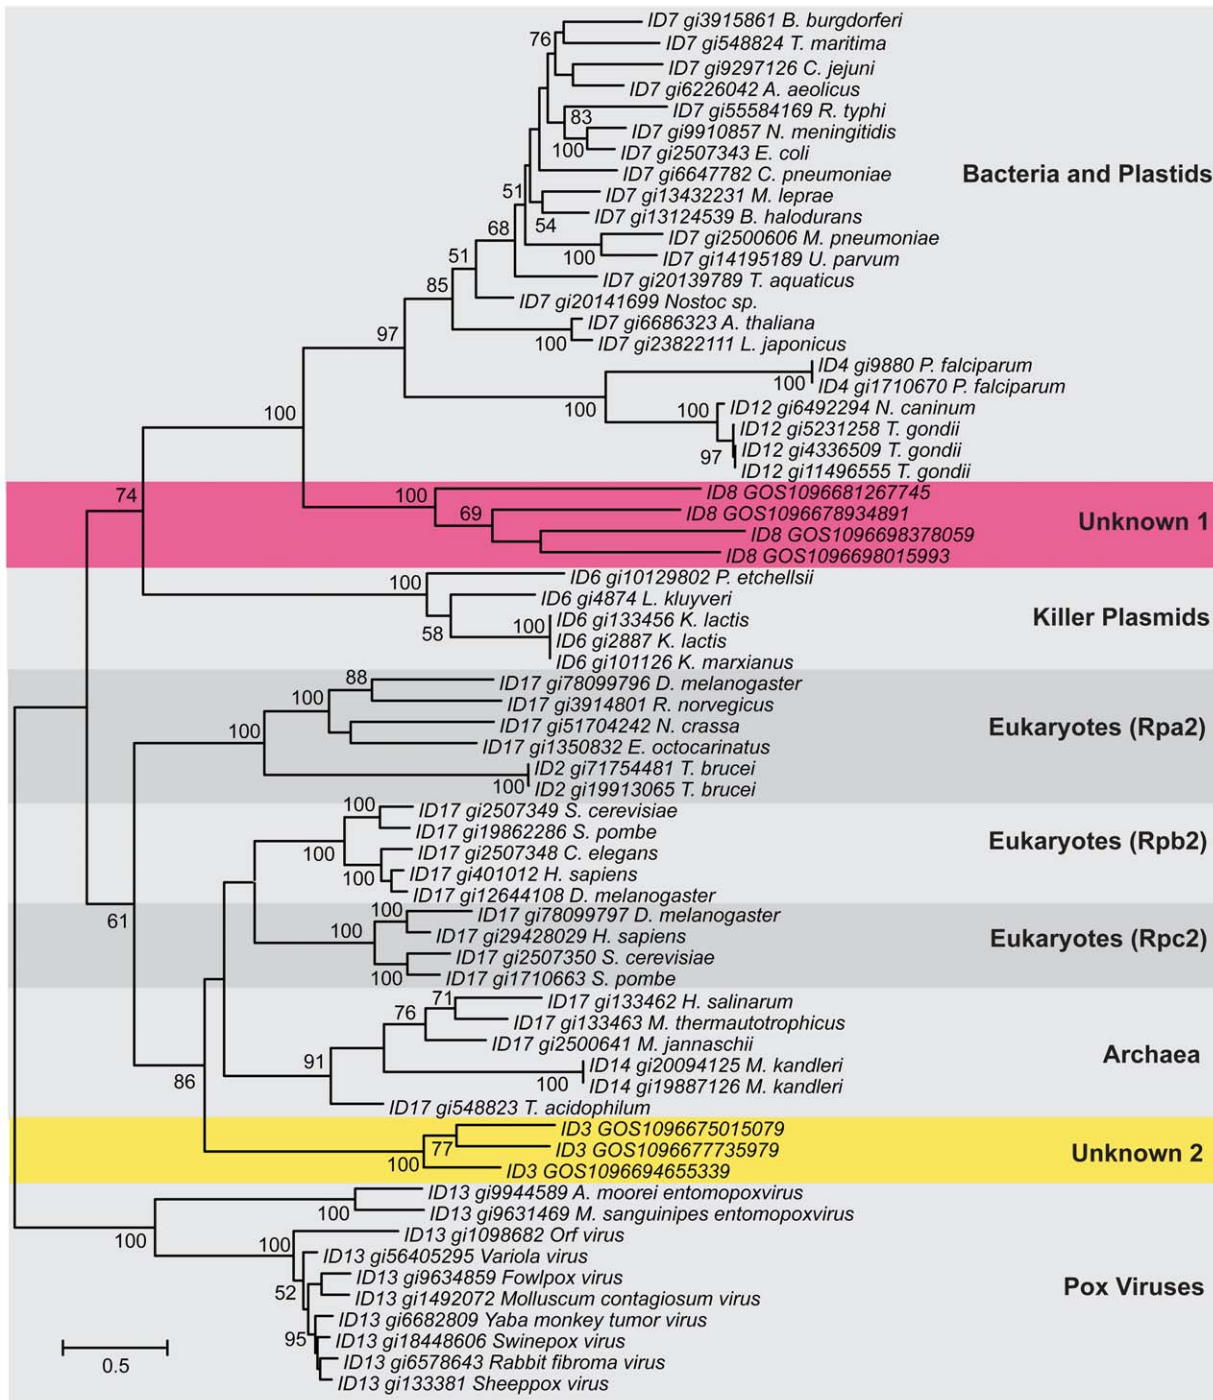 ID7 gi3915861 B. burgdorferi
76
ID7 gi548824 T. maritima
ID7 gi9297126 C. jejuni
ID7 gi6226042 A. aeolicus
ID7 gi55584169 R. typhi
83
ID7 gi9910857 N. meningitidis
100
ID7 gi2507343 E. coli
ID7 gi6647782 C. pneumoniae
Bacteria and Plastids
51
ID7 gi13432231 M. leprae
ID7 gi13124539 B. halodurans
54
68
ID7 gi2500606 M. pneumoniae
100
ID7 gi14195189 U. parvum
51
ID7 gi20139789 T. aquaticus
85
ID7 gi20141699 Nostoc sp.
ID7 gi6686323 A. thaliana
97
100
ID7 gi23822111 L. japonicus
ID4 gi9880 P. falciparum
100
ID4 gi1710670 P. falciparum
100
100
100
ID12 gi6492294 N. caninum
ID12 gi5231258 T. gondii
97
ID12 gi4336509 T. gondii
ID12 gi11496555 T. gondii
74
100
ID8 GOS1096681267745
69
ID8 GOS1096678934891
Unknown 1
ID8 GOS1096698378059
ID8 GOS1096698015993
100
ID6 gi10129802 P. etchellsii
ID6 gi4874 L. kluyveri
58
100
ID6 gi133456 K. lactis
Killer Plasmids
ID6 gi2887 K. lactis
ID6 gi101126 K. marxianus
88
ID17 gi78099796 D. melanogaster
100
ID17 gi3914801 R. norvegicus
100
ID17 gi51704242 N. crassa
Eukaryotes (Rpa2)
ID17 gi1350832 E. octocarinatus
ID2 gi71754481 T. brucei
100
ID2 gi19913065 T. brucei
100
ID17 gi2507349 S. cerevisiae
ID17 gi19862286 S. pombe
Eukaryotes (Rpb2)
100
ID17 gi2507348 C. elegans
100
ID17 gi401012 H. sapiens
ID17 gi12644108 D. melanogaster
61
100
ID17 gi78099797 D. melanogaster
100
ID17 gi29428029 H. sapiens
Eukaryotes (Rpc2)
ID17 gi2507350 S. cerevisiae
100
ID17 gi1710663 S. pombe
71
ID17 gi133462 H. salinarum
76
ID17 gi133463 M. thermautotrophicus
ID17 gi2500641 M. jannaschii
Archaea
91
ID14 gi20094125 M. kandleri
100
ID14 gi19887126 M. kandleri
86
ID17 gi548823 T. acidophilum
ID3 GOS1096675015079
77
ID3 GOS1096677735979
Unknown 2
100
ID3 GOS1096694655339
ID13 gi9944589 A. moorei entomopoxvirus
100
ID13 gi9631469 M. sanguinipes entomopoxvirus
100
100
ID13 gi1098682 Orf virus
ID13 gi56405295 Variola virus
52
ID13 gi9634859 Fowlpox virus
Pox Viruses
ID13 gi1492072 Molluscum contagiosum virus
ID13 gi6682809 Yaba monkey tumor virus
95
ID13 gi18448606 Swinepox virus
0.5
ID13 gi6578643 Rabbit fibroma virus
ID13 gi133381 Sheeppox virus